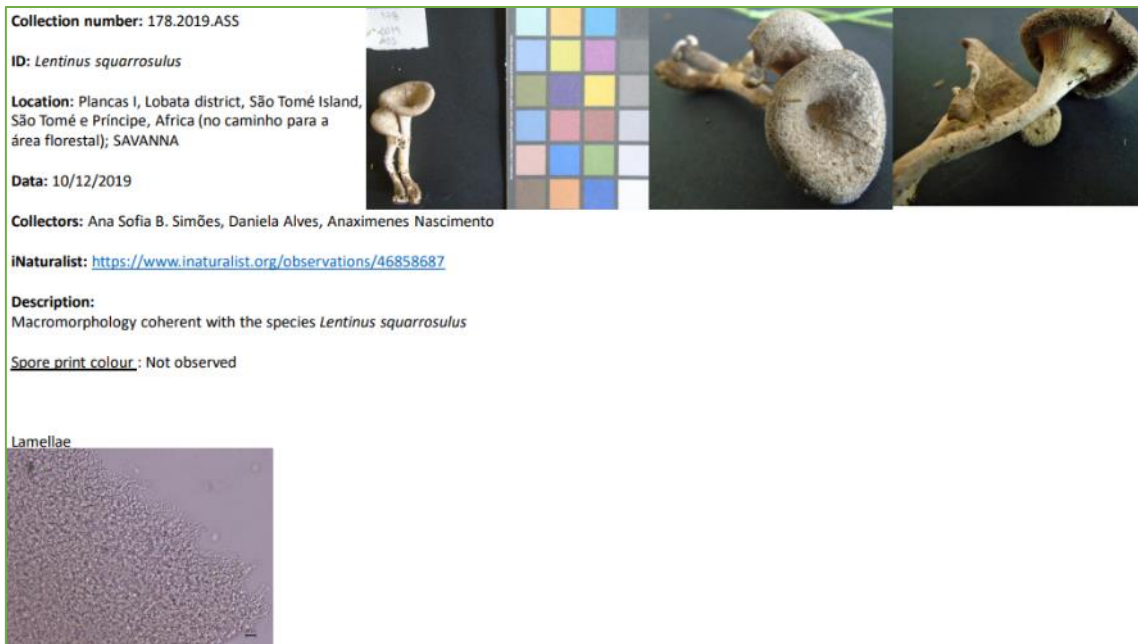 Collection number: 178.2019.ASS
ID: Lentinus squarrosulus
Location: Plancas I, Lobata district, São Tomé Island,
São Tomé e Príncipe, Africa (no caminho para a
área florestal); SAVANNA
Data: 10/12/2019
Collectors: Ana Sofia B. Simões, Daniela Alves, Anaximenes Nascimento
iNaturalist: https://www.inaturalist.org/observations/46858687
Description:
Macromorphology coherent with the species Lentinus squarrosulus
Spore print colour : Not observed
Lamellae
178
ASS